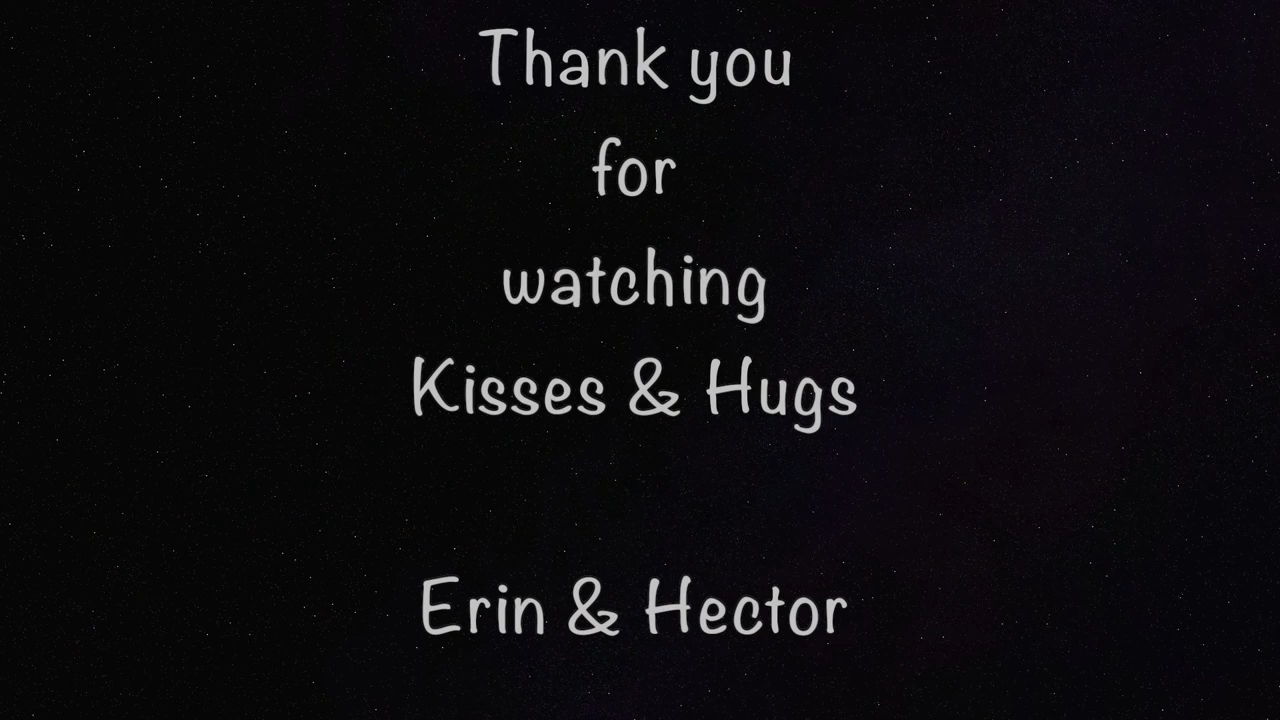 Thank you
for
watching
Kisses & Hugs
Erin & Hector